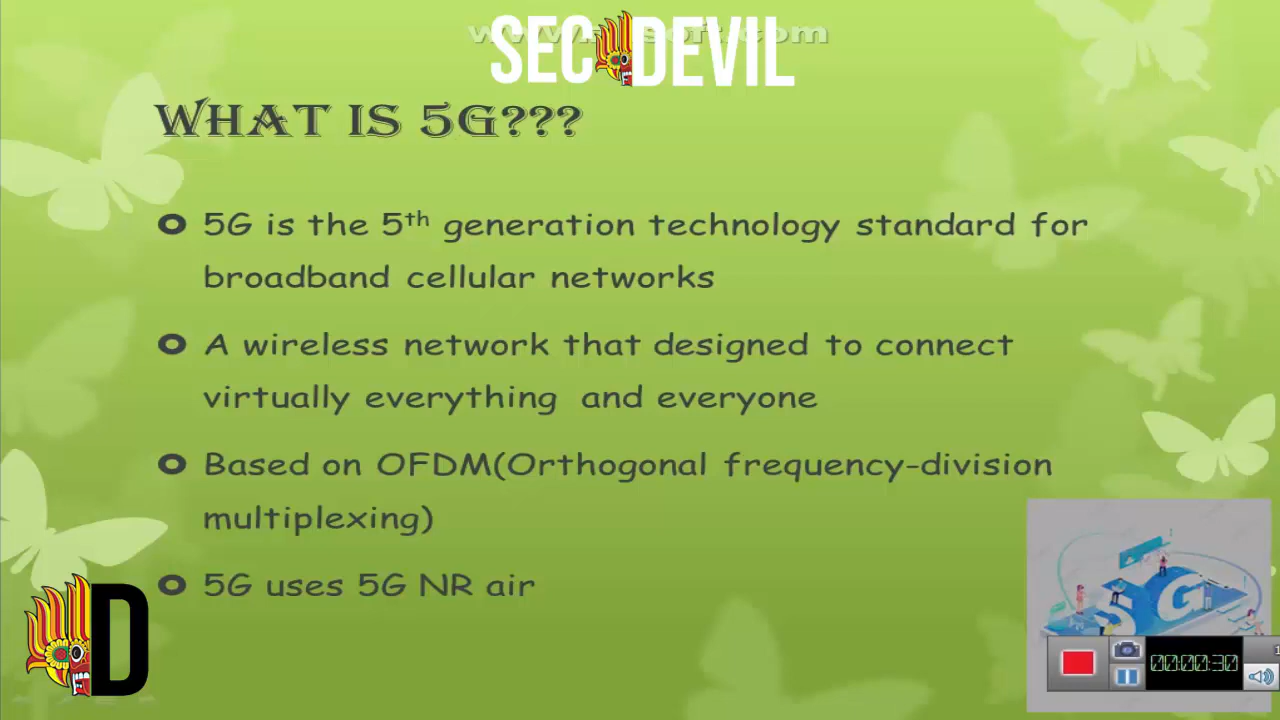 SEC DEVIL
WHAT IS 5G???
5G is the 5th generation technology standard for
broadband cellular networks
A wireless network that designed to connect
virtually everything and everyone
Based on OFDM(Orthogonal frequency-division
multiplexing)
5G uses 5G NR air
5G
00:00:30
1
D